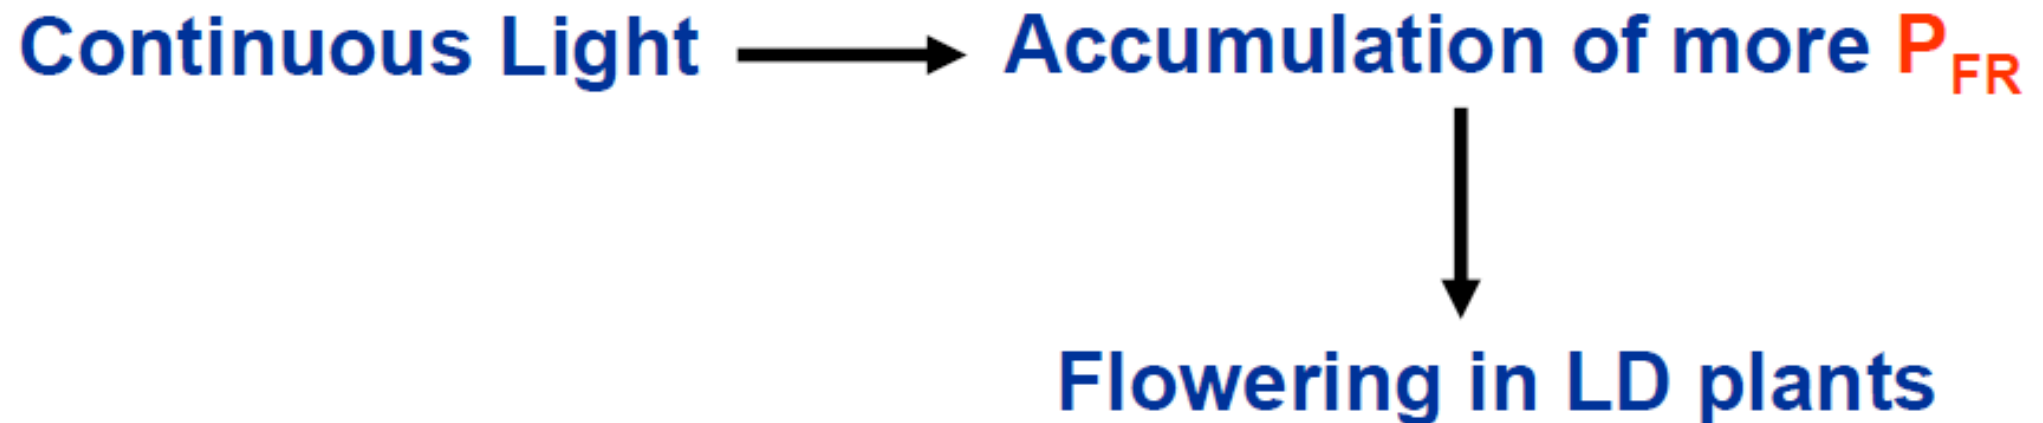 Continuous Light Accumulation of more PFR
Flowering in LD plants